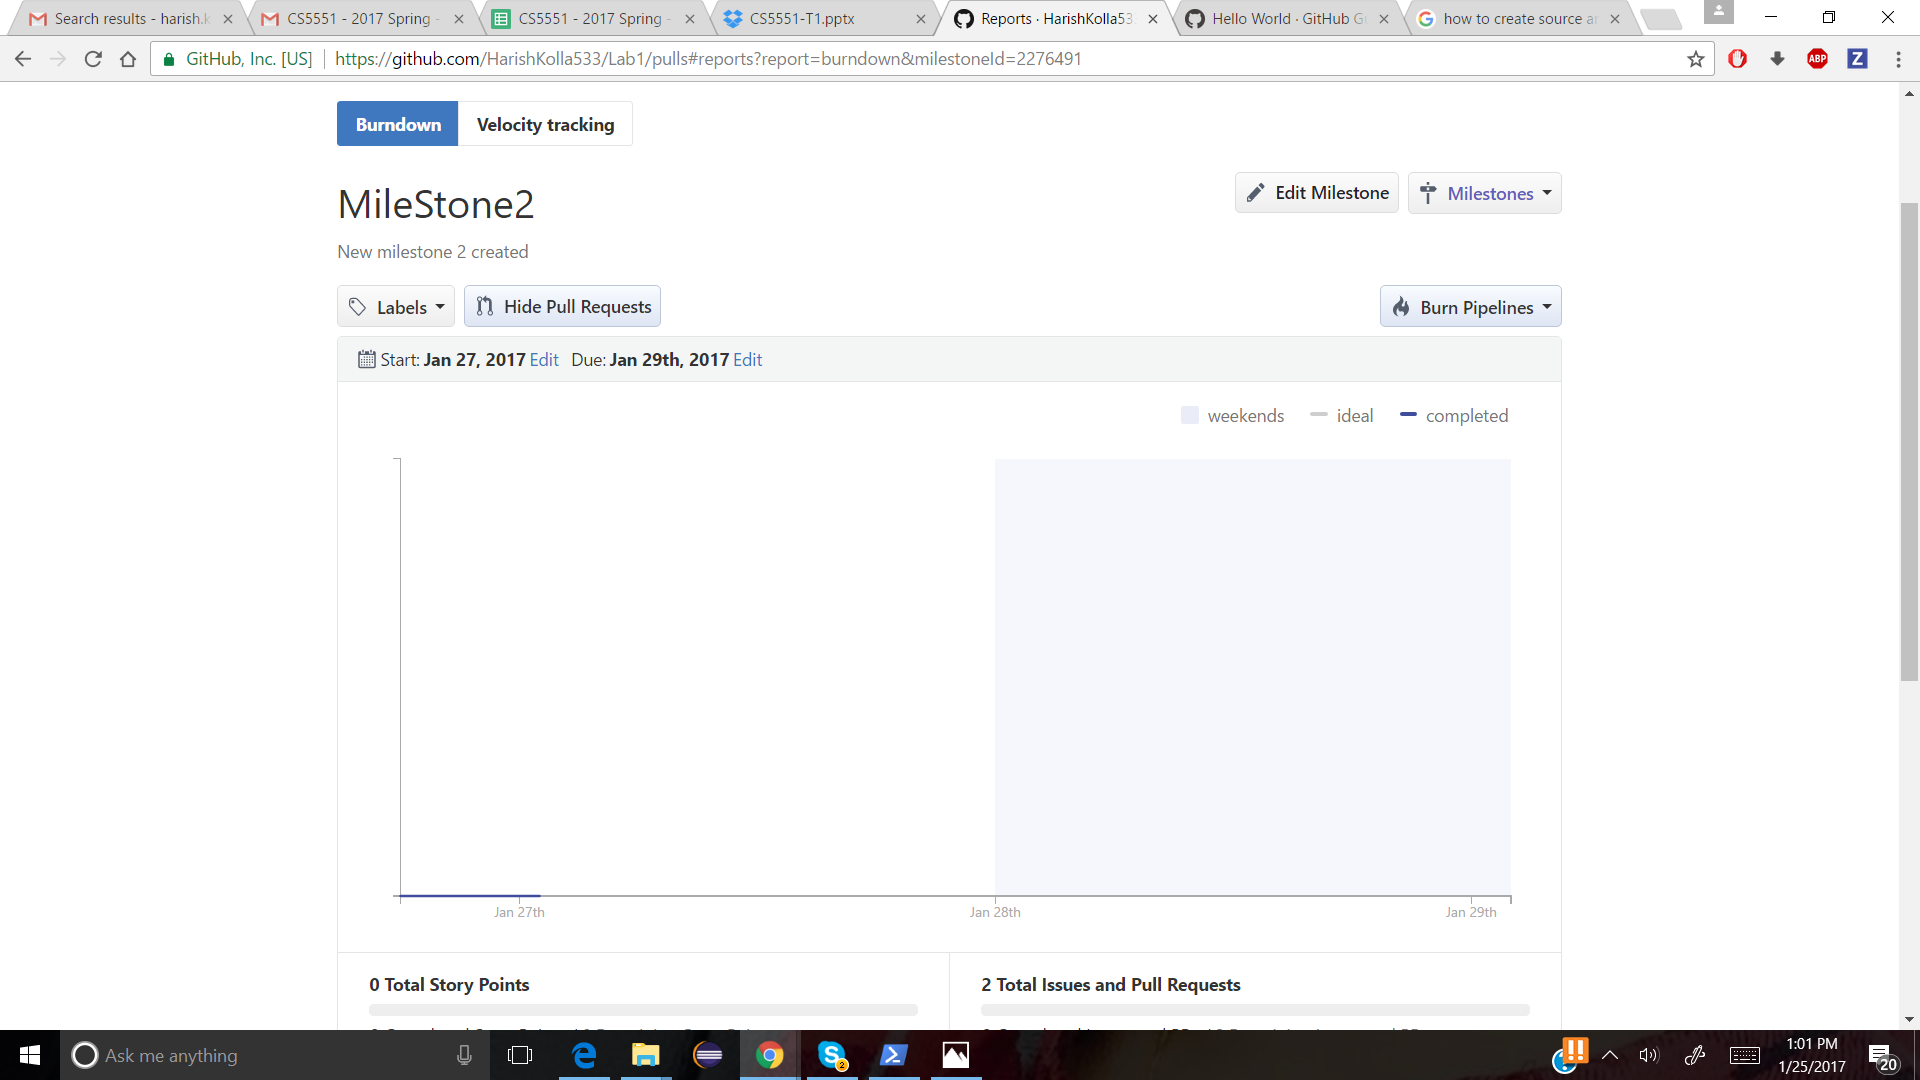 Search results - harish.k
CS5551 - 2017 Spring -
CS5551 - 2017 Spring -
CS5551-T1.pptx
Reports · HarishKolla53
Hello World · GitHub Gu
how to create source an
GitHub, Inc. [US]
https://github.com/HarishKolla533/Lab1/pulls#reports?report=burndown&milestoneId=2276491
ABP
Z
Burndown
Velocity tracking
MileStone2
Edit Milestone
Milestones
New milestone 2 created
Labels
Hide Pull Requests
Burn Pipelines
Start: Jan 27, 2017 Edit Due: Jan 29th, 2017 Edit
weekends
ideal
completed
Jan 27th
Jan 28th
Jan 29th
0 Total Story Points
2 Total Issues and Pull Requests
Ask me anything
2
1:01 PM
1/25/2017
20